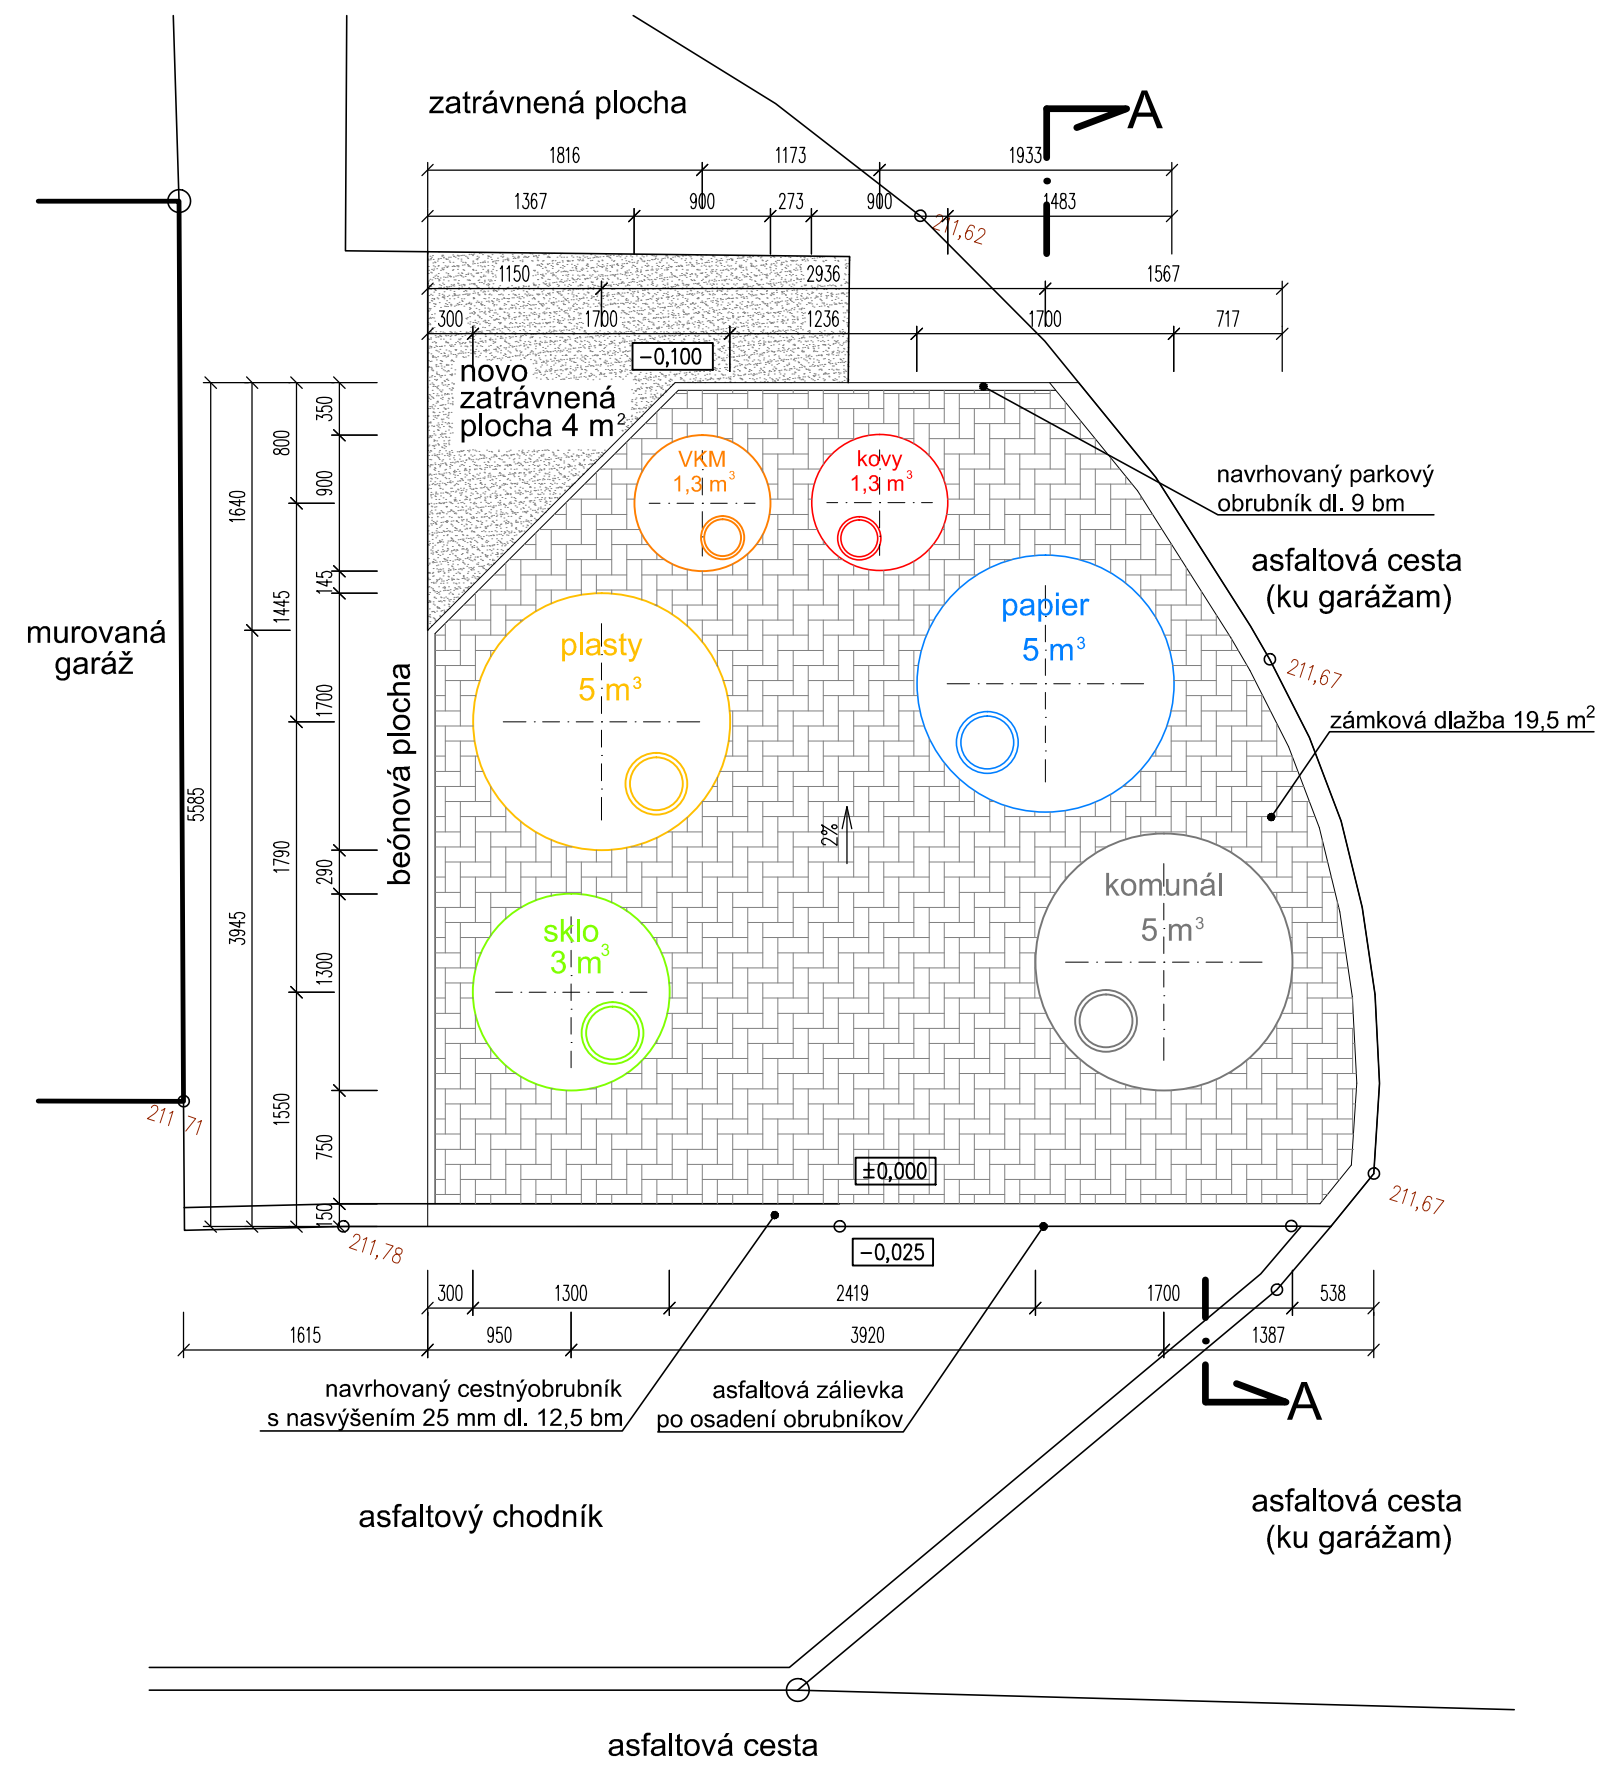 zatrávnená plocha
A
1816
1173
1933
1367
900
273
900
1483
211,62
1150
2936
1567
300
1700
1236
1700
717
-0,100
novo
zatrávnená
plocha 4 m²
350
900
145
1700
290
1300
750
150
800
1445
1790
1550
1640
3945
5585
VKM
1,3 m³
kovy
1,3 m³
navrhovaný parkový
obrubník dl. 9 bm
asfaltová cesta
(ku garážam)
murovaná
garáž
beónová plocha
plasty
5 m³
papier
5 m³
211,67
zámková dlažba 19,5 m²
2%
sklo
3 m³
komunál
5 m³
211,71
±0,000
211,67
211,78
-0,025
300
1300
2419
1700
538
1615
950
3920
1387
navrhovaný cestnýobrubník
s nasvýšením 25 mm dl. 12,5 bm
asfaltová zálievka
po osadení obrubníkov
A
asfaltový chodník
asfaltová cesta
(ku garážam)
asfaltová cesta